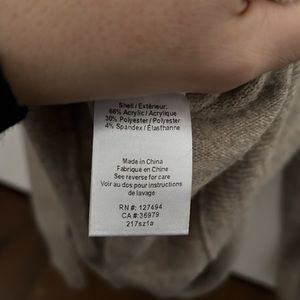 Shell / Extérieur:
66% Acrylic / Acrylique
30% Polyester / Polyester
4% Spandex / Élasthanne
Made in China
Fabriqué en Chine
See reverse for care
Voir au dos pour instructions
de lavage
RN #: 127494
CA #: 36979
217sz1a